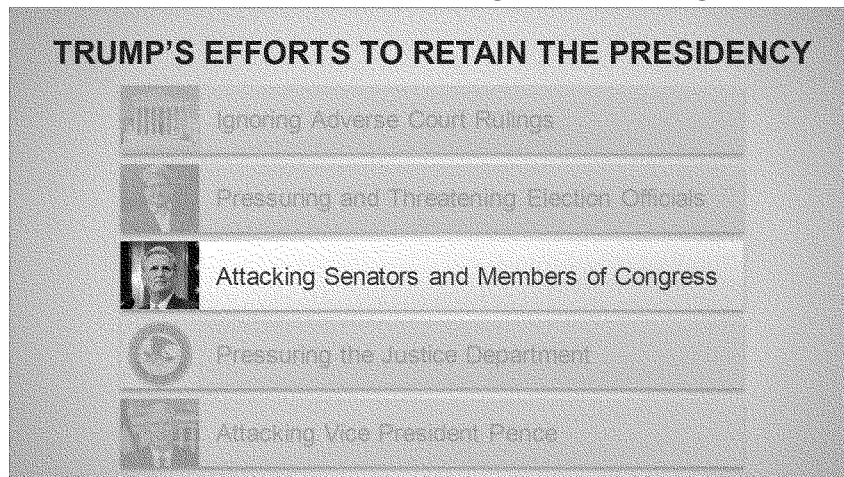 TRUMP'S EFFORTS TO RETAIN THE PRESIDENCY
Ignoring Adverse Court Rulings
Pressuring and Threatening Election Officials
Attacking Senators and Members of Congress
Pressuring the Justice Department
Attacking Vice President Pence